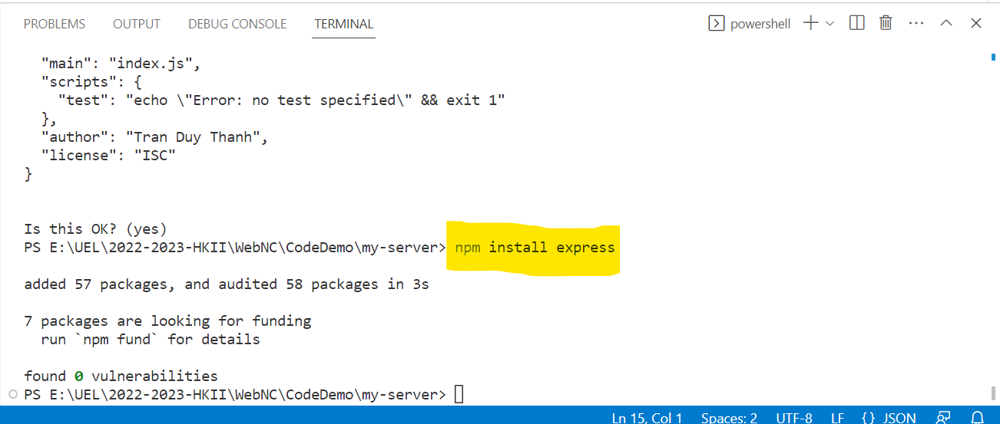 PROBLEMS OUTPUT DEBUG CONSOLE TERMINAL powershell
"main": "index.js",
"scripts": {
"test": "echo \"Error: no test specified\" && exit 1"
},
"author": "Tran Duy Thanh",
"license": "ISC"
}
Is this OK? (yes)
PS E:\UEL\2022-2023-HKII\WebNC\CodeDemo\my-server> npm install express
added 57 packages, and audited 58 packages in 3s
7 packages are looking for funding
run `npm fund` for details
found 0 vulnerabilities
PS E:\UEL\2022-2023-HKII\WebNC\CodeDemo\my-server>
Ln 15, Col 1 Spaces: 2 UTF-8 LF {} JSON